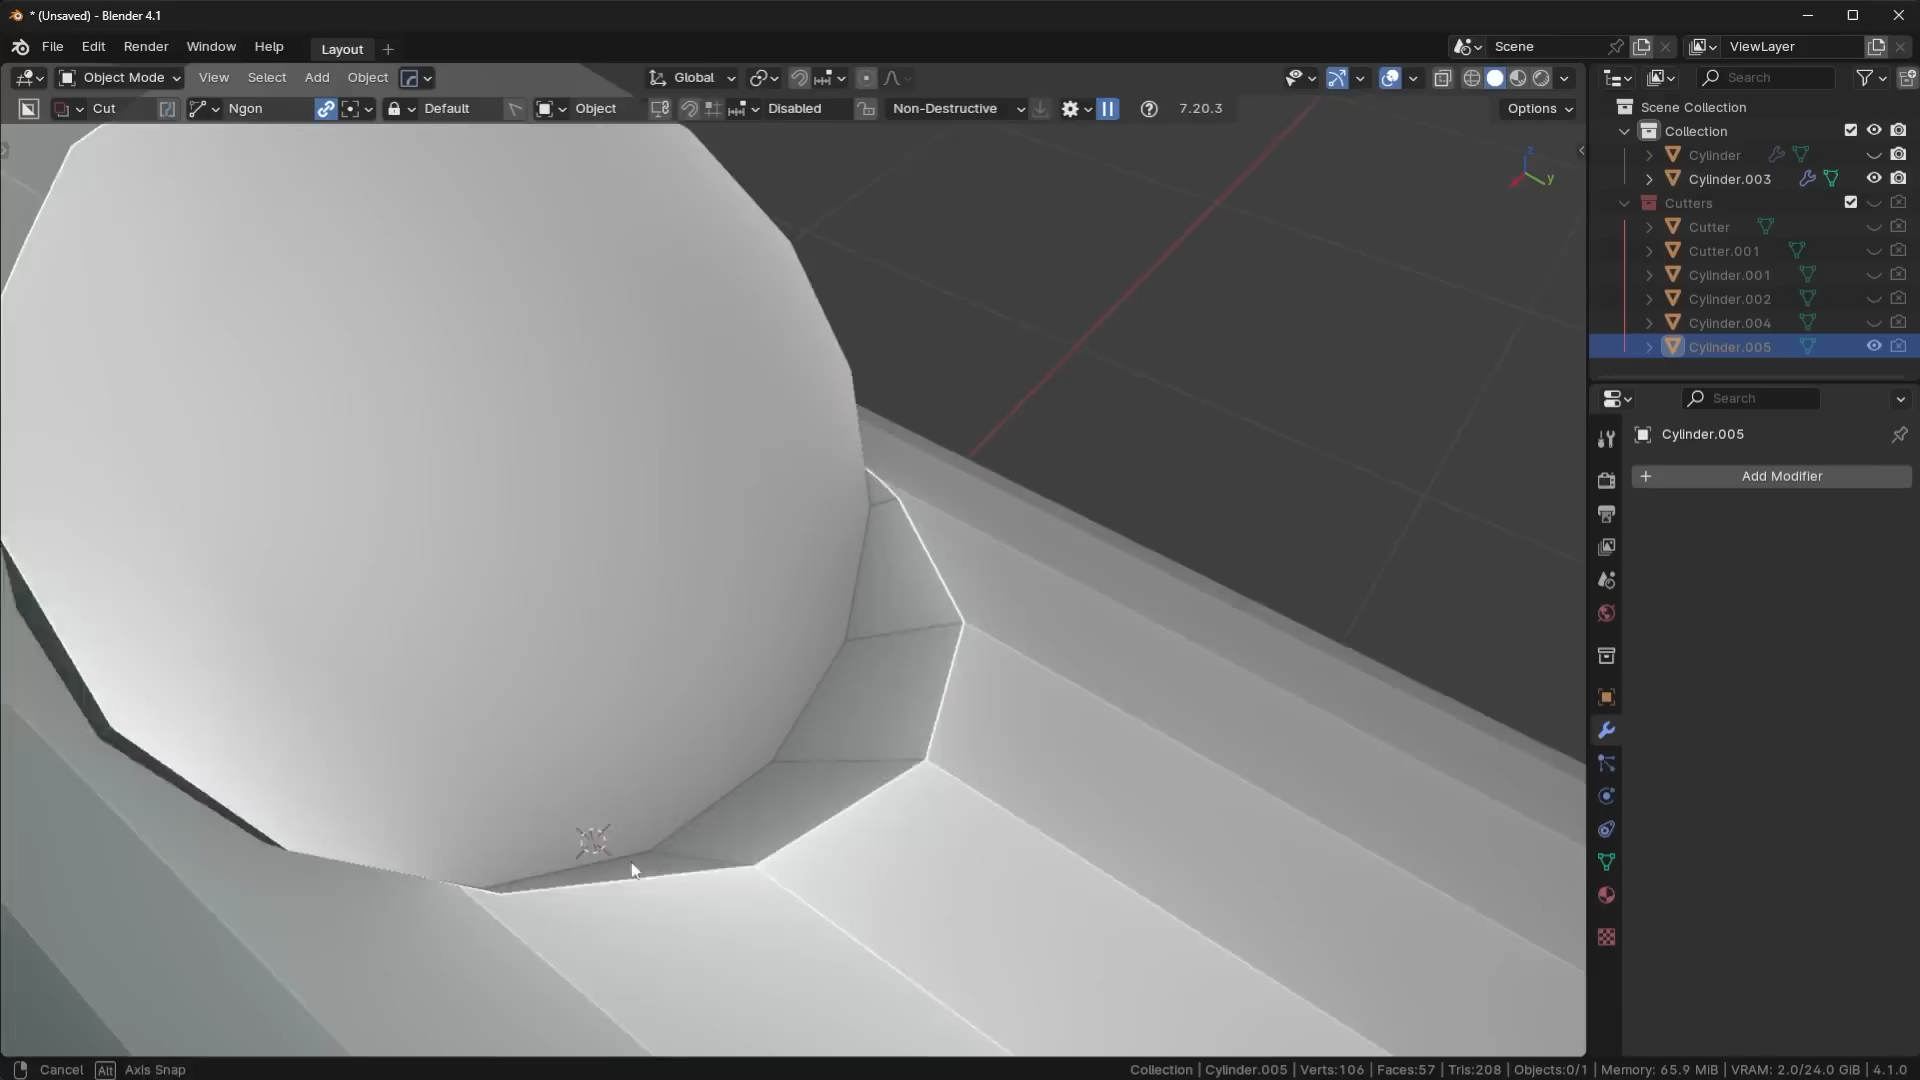 * (Unsaved) - Blender 4.1
File Edit Render Window Help Layout + Scene ViewLayer
Object Mode View Select Add Object Global Search
Cut Ngon Default Object Disabled Non-Destructive 7.20.3 Options
Scene Collection
Collection
Cylinder
Cylinder.003
Cutters
Cutter
Cutter.001
Cylinder.001
Cylinder.002
Cylinder.004
Cylinder.005
Search
Cylinder.005
+ Add Modifier
z
y
Cancel Alt Axis Snap Collection | Cylinder.005 | Verts:106 | Faces:57 | Tris:208 | Objects:0/1 | Memory: 65.9 MiB | VRAM: 2.0/24.0 GiB | 4.1.0